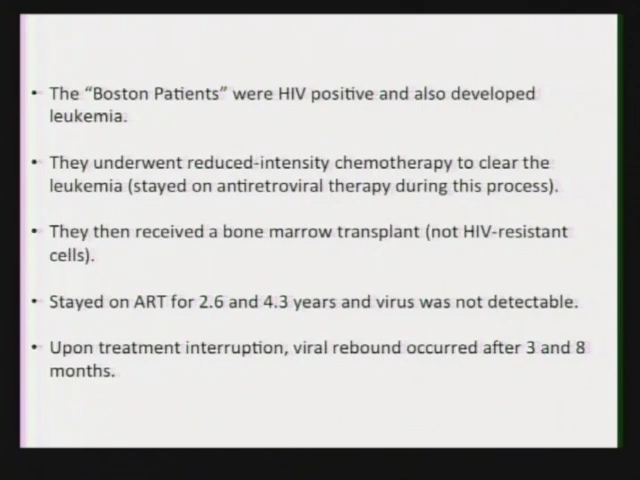 • The “Boston Patients” were HIV positive and also developed
leukemia.
• They underwent reduced-intensity chemotherapy to clear the
leukemia (stayed on antiretroviral therapy during this process).
• They then received a bone marrow transplant (not HIV-resistant
cells).
• Stayed on ART for 2.6 and 4.3 years and virus was not detectable.
• Upon treatment interruption, viral rebound occurred after 3 and 8
months.